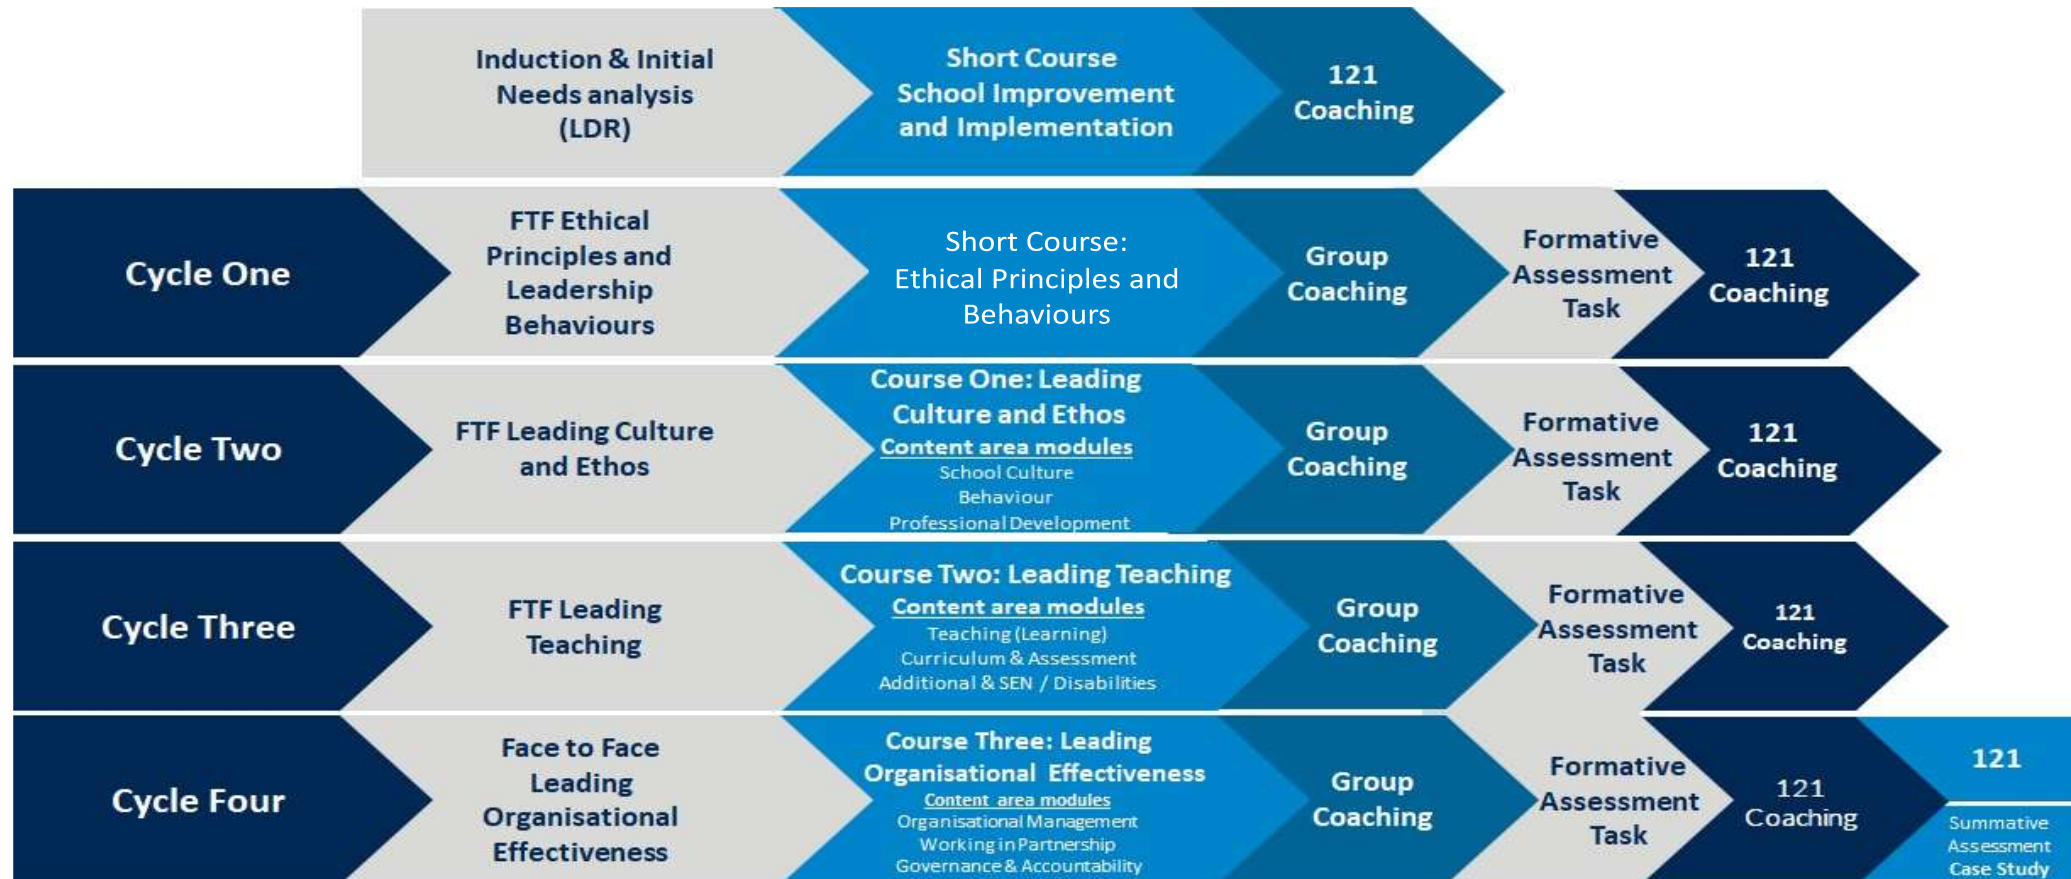 Induction & Initial
Needs analysis
(LDR)
Short Course
School Improvement
and Implementation
121
Coaching
Cycle One
FTF Ethical
Principles and
Leadership
Behaviours
Short Course:
Ethical Principles and
Behaviours
Group
Coaching
Formative
Assessment
Task
121
Coaching
Cycle Two
FTF Leading Culture
and Ethos
Course One: Leading
Culture and Ethos
Content area modules
School Culture
Behaviour
Professional Development
Group
Coaching
Formative
Assessment
Task
121
Coaching
Cycle Three
FTF Leading
Teaching
Course Two: Leading Teaching
Content area modules
Teaching (Learning)
Curriculum & Assessment
Additional & SEN / Disabilities
Group
Coaching
Formative
Assessment
Task
121
Coaching
Cycle Four
Face to Face
Leading
Organisational
Effectiveness
Course Three: Leading
Organisational Effectiveness
Content area modules
Organisational Management
Working in Partnership
Governance & Accountability
Group
Coaching
Formative
Assessment
Task
121
Coaching
121
Summative
Assessment
Case Study